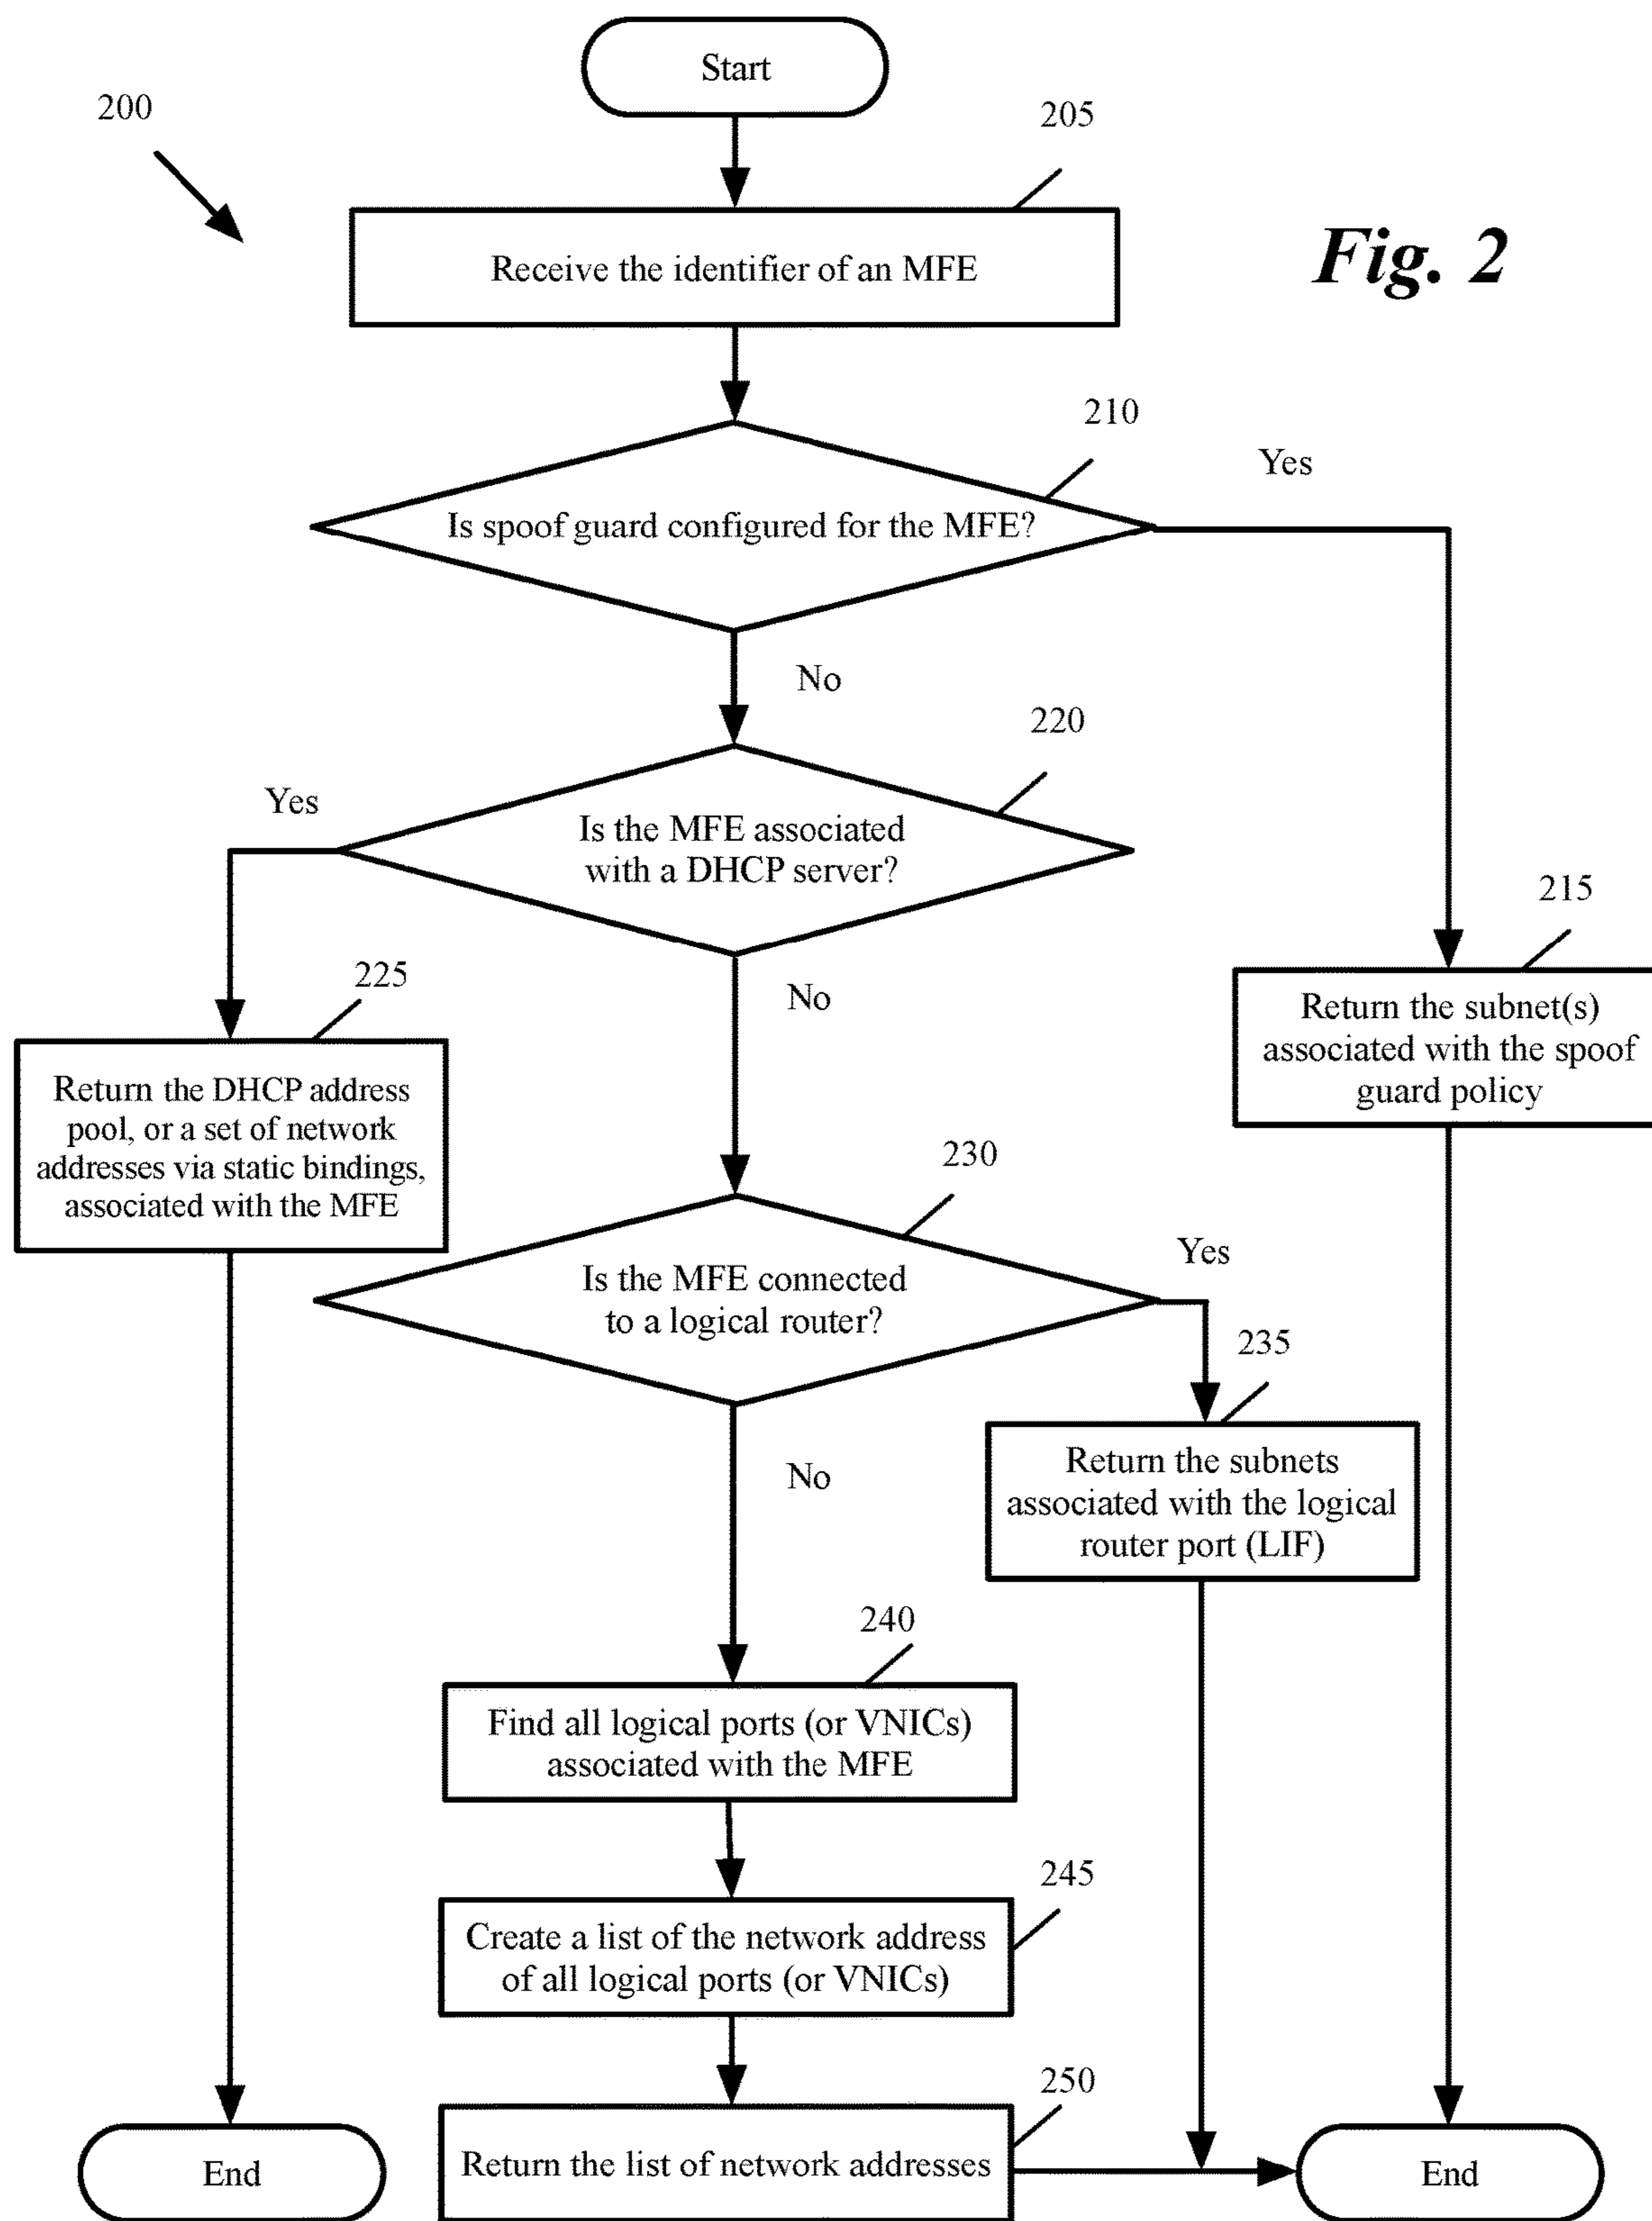 Start
200
205
Receive the identifier of an MFE
Fig. 2
210
Yes
Is spoof guard configured for the MFE?
No
220
Yes
Is the MFE associated
with a DHCP server?
215
225
No
Return the subnet(s)
associated with the spoof
guard policy
Return the DHCP address
pool, or a set of network
addresses via static bindings,
associated with the MFE
230
Yes
Is the MFE connected
to a logical router?
235
No
Return the subnets
associated with the logical
router port (LIF)
240
Find all logical ports (or VNICs)
associated with the MFE
245
Create a list of the network address
of all logical ports (or VNICs)
250
Return the list of network addresses
End
End